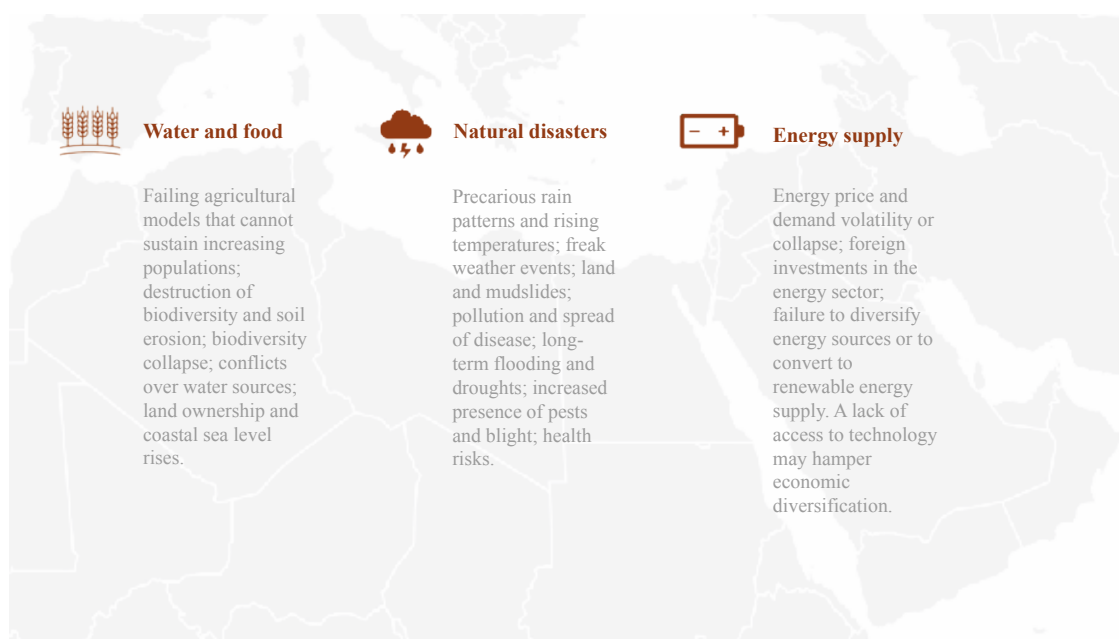 Water and food
Failing agricultural
models that cannot
sustain increasing
populations;
destruction of
biodiversity and soil
erosion; biodiversity
collapse; conflicts
over water sources;
land ownership and
coastal sea level
rises.
Natural disasters
Precarious rain
patterns and rising
temperatures; freak
weather events; land
and mudslides;
pollution and spread
of disease; long-
term flooding and
droughts; increased
presence of pests
and blight; health
risks.
Energy supply
Energy price and
demand volatility or
collapse; foreign
investments in the
energy sector;
failure to diversify
energy sources or to
convert to
renewable energy
supply. A lack of
access to technology
may hamper
economic
diversification.